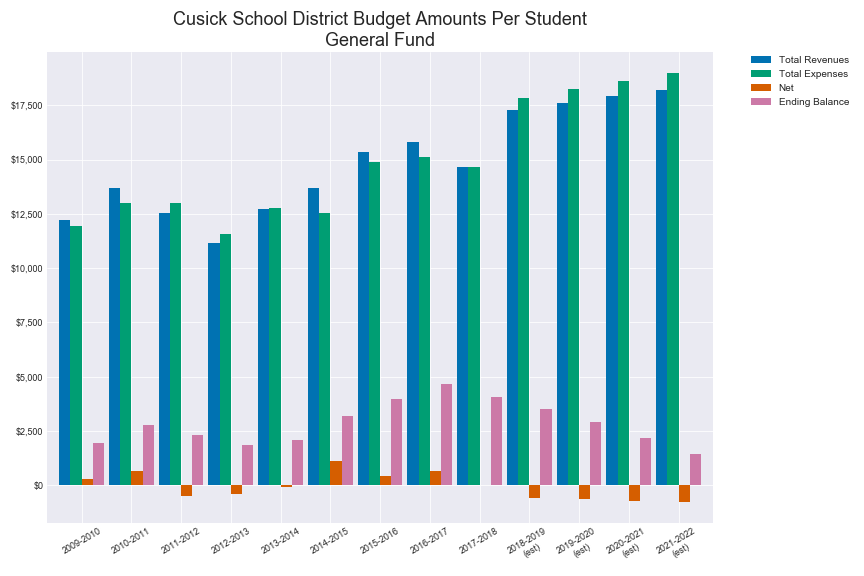 Cusick School District Budget Amounts Per Student
General Fund
Total Revenues
Total Expenses
Net
Ending Balance
$17,500
$15,000
$12,500
$10,000
$7,500
$5,000
$2,500
$0
2009-2010
2010-2011
2011-2012
2012-2013
2013-2014
2014-2015
2015-2016
2016-2017
2017-2018
2018-2019
(est)
2019-2020
(est)
2020-2021
(est)
2021-2022
(est)